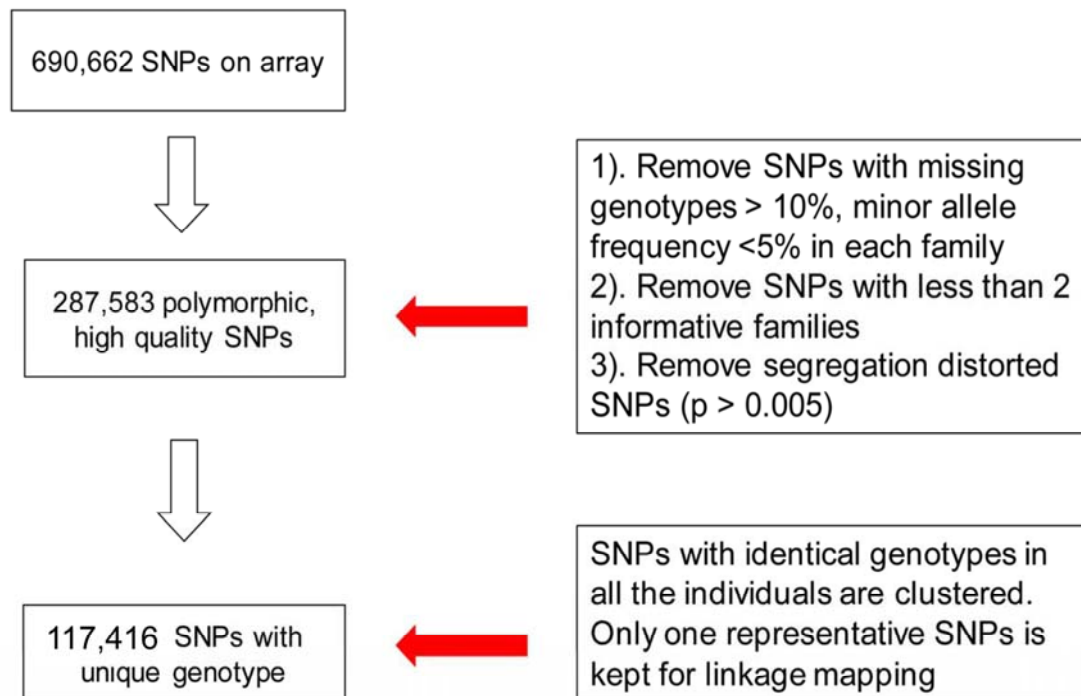 690,662 SNPs on array
1). Remove SNPs with missing
genotypes > 10%, minor allele
frequency <5% in each family
2). Remove SNPs with less than 2
informative families
3). Remove segregation distorted
SNPs (p > 0.005)
287,583 polymorphic,
high quality SNPs
SNPs with identical genotypes in
all the individuals are clustered.
Only one representative SNPs is
kept for linkage mapping
117,416 SNPs with
unique genotype